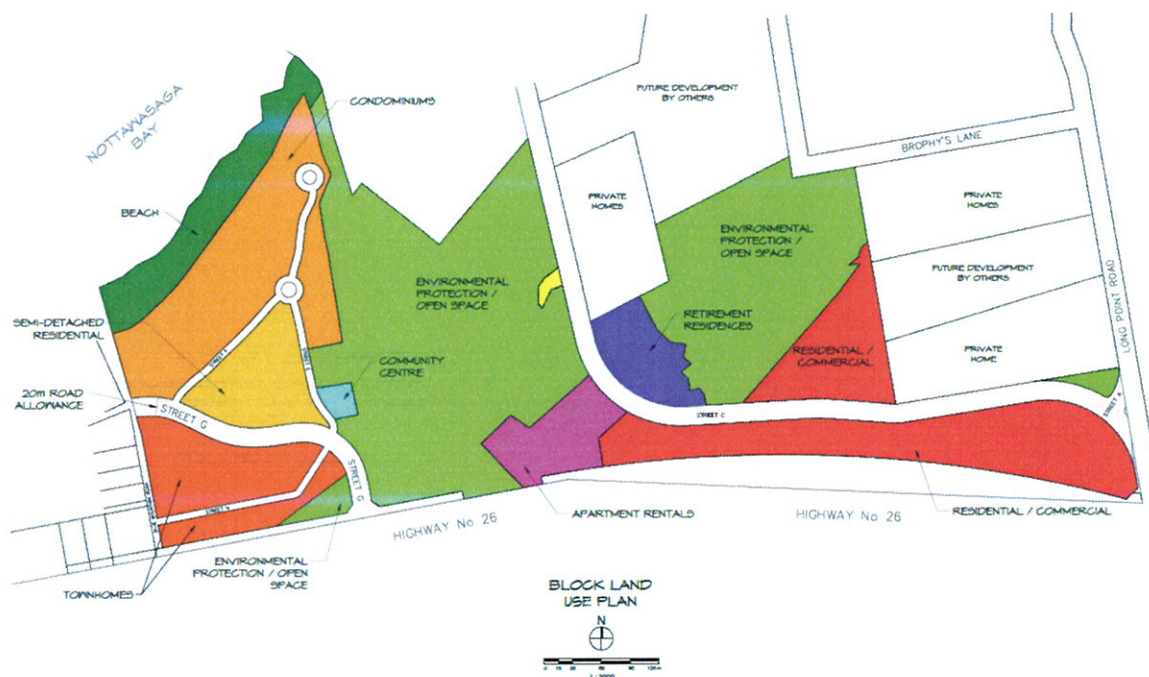 NOTTAWASAGA
BAY
CONDOMINIUMS
FUTURE DEVELOPMENT
BY OTHERS
BROPHY'S LANE
BEACH
PRIVATE
HOMES
PRIVATE
HOMES
ENVIRONMENTAL
PROTECTION /
OPEN SPACE
ENVIRONMENTAL
PROTECTION /
OPEN SPACE
FUTURE DEVELOPMENT
BY OTHERS
LONG POINT ROAD
SEMI-DETACHED
RESIDENTIAL
RETIREMENT
RESIDENCES
RESIDENTIAL /
COMMERCIAL
PRIVATE
HOME
COMMUNITY
CENTRE
20m ROAD
ALLOWANCE
STREET G
STREET G
STREET A
APARTMENT RENTALS
HIGHWAY No 26
HIGHWAY No 26
RESIDENTIAL / COMMERCIAL
ENVIRONMENTAL
PROTECTION / OPEN
SPACE
TOWNHOMES
BLOCK LAND
USE PLAN
N